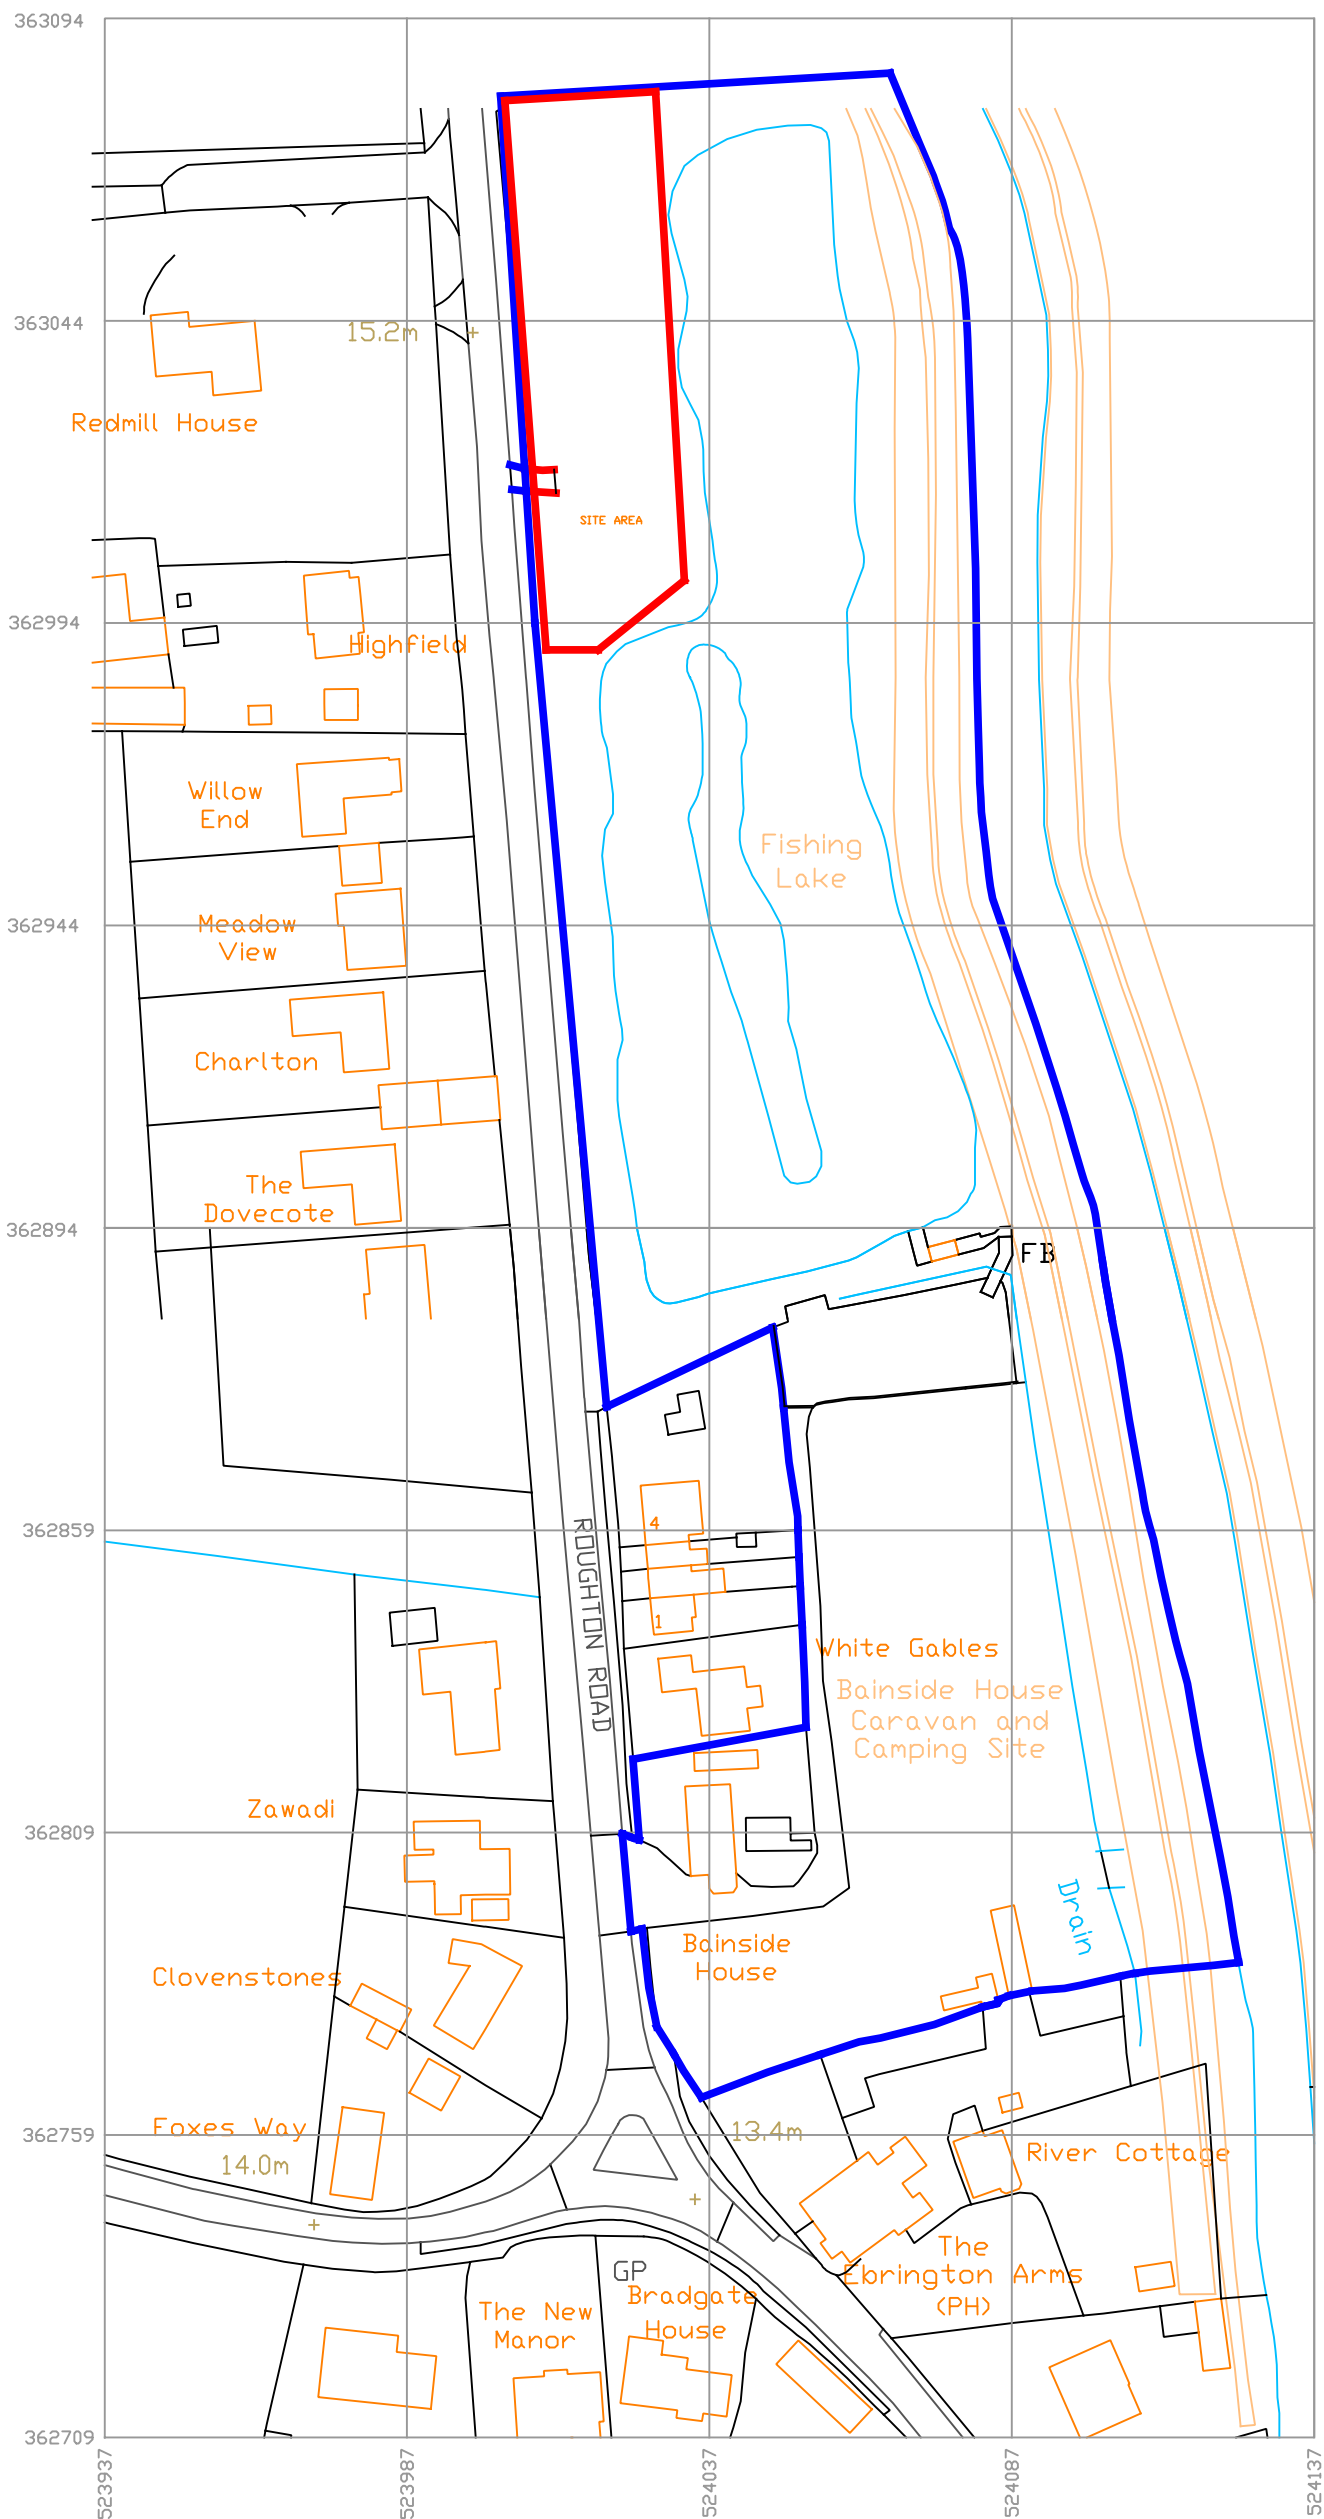 363094
363044
15.2m
Redmill House
SITE AREA
362994
Highfield
Willow
End
Fishing
Lake
362944
Meadow
View
Charlton
The
Dovecote
362894
FB
362859
4
ROUGHTON ROAD
1
White Gables
Bainside House
Caravan and
Camping Site
Zawadi
362809
Drain
Bainside
House
Clovenstones
Foxes Way
13.4m
362759
14.0m
River Cottage
The
Ebrington Arms
(PH)
GP
Bradgate
House
The New
Manor
362709
523937
523987
524037
524087
524137